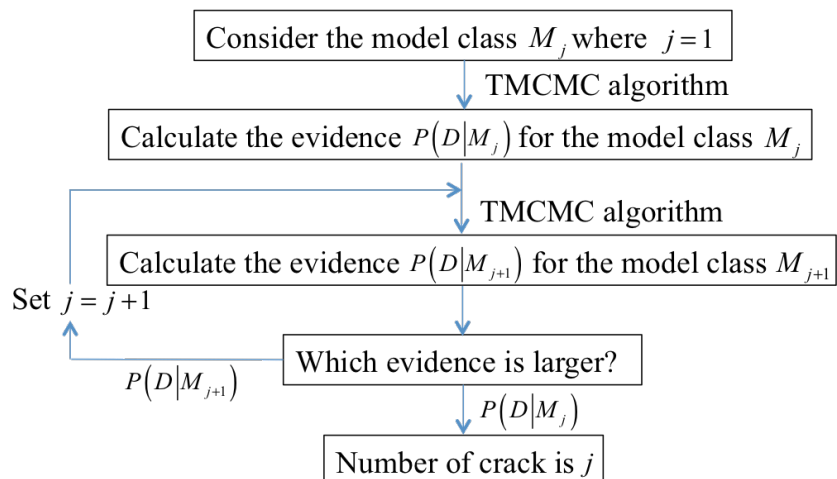 Consider the model class M_j where j = 1
TMCMC algorithm
Calculate the evidence P(D|M_j) for the model class M_j
TMCMC algorithm
Calculate the evidence P(D|M_{j+1}) for the model class M_{j+1}
Set j = j+1
Which evidence is larger?
P(D|M_{j+1})
P(D|M_j)
Number of crack is j